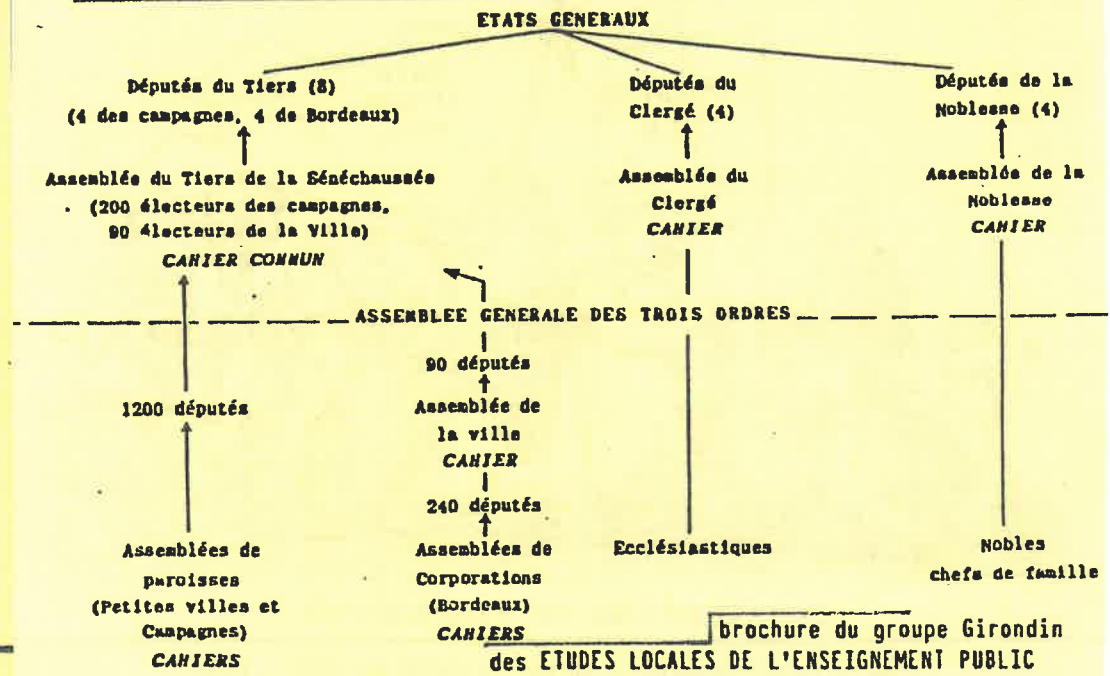 ETATS GENERAUX
Députés du Tiers (8)
(4 des campagnes, 4 de Bordeaux)
Députés du
Clergé (4)
Députés de la
Noblesse (4)
Assemblée du Tiers de la Sénéchaussée
(200 électeurs des campagnes,
90 électeurs de la Ville)
CAHIER COMMUN
Assemblée du
Clergé
CAHIER
Assemblée de la
Noblesse
CAHIER
ASSEMBLEE GENERALE DES TROIS ORDRES
1200 députés
90 députés
Assemblée de
la ville
CAHIER
240 députés
Assemblées de
paroisses
(Petites villes et
Campagnes)
CAHIERS
Assemblées de
Corporations
(Bordeaux)
CAHIERS
Ecclésiastiques
Nobles
chefs de famille
brochure du groupe Girondin
des ETUDES LOCALES DE L'ENSEIGNEMENT PUBLIC